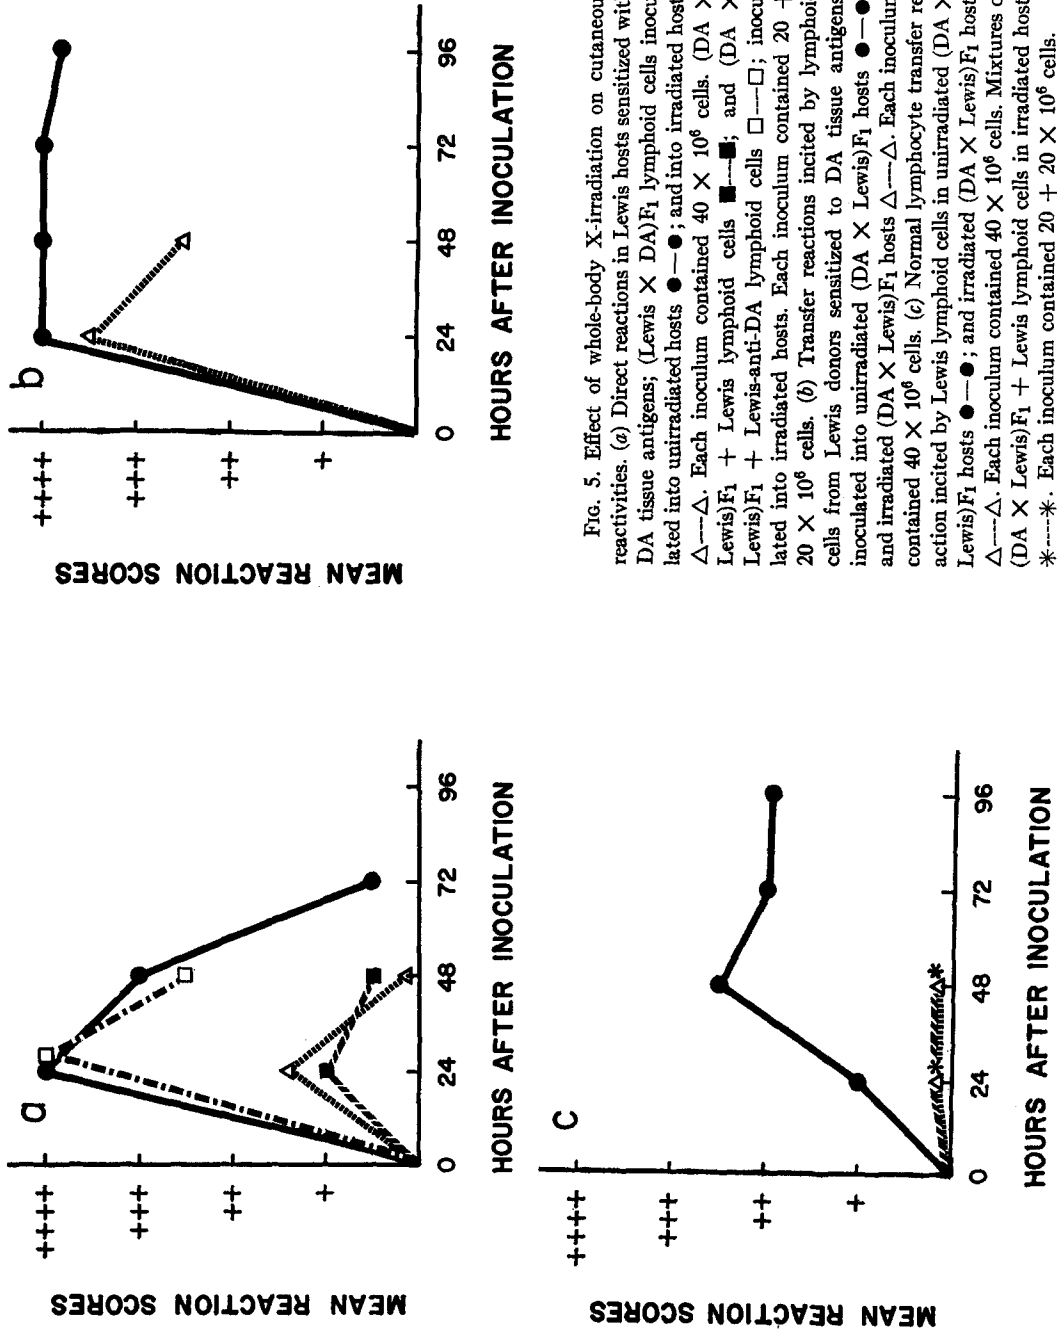 a
++++
+++
++
+
MEAN REACTION SCORES
0 24 48 72 96
HOURS AFTER INOCULATION
b
++++
+++
++
+
MEAN REACTION SCORES
0 24 48 72 96
HOURS AFTER INOCULATION
c
++++
+++
++
+
MEAN REACTION SCORES
0 24 48 72 96
HOURS AFTER INOCULATION
FIG. 5. Effect of whole-body X-irradiation on cutaneou
reactivities. (a) Direct reactions in Lewis hosts sensitized wit
DA tissue antigens; (Lewis × DA)F₁ lymphoid cells inocu
lated into unirradiated hosts ●—●; and into irradiated host
△---△. Each inoculum contained 40 × 10⁶ cells. (DA ×
Lewis)F₁ + Lewis lymphoid cells ■---■; and (DA ×
Lewis)F₁ + Lewis-anti-DA lymphoid cells □---□; inocu
lated into irradiated hosts. Each inoculum contained 20 +
20 × 10⁶ cells. (b) Transfer reactions incited by lymphoi
cells from Lewis donors sensitized to DA tissue antigens
inoculated into unirradiated (DA × Lewis)F₁ hosts ●—●
and irradiated (DA × Lewis)F₁ hosts △---△. Each inoculum
contained 40 × 10⁶ cells. (c) Normal lymphocyte transfer re
action incited by Lewis lymphoid cells in unirradiated (DA ×
Lewis)F₁ hosts ●—●; and irradiated (DA × Lewis)F₁ host
△---△. Each inoculum contained 40 × 10⁶ cells. Mixtures o
(DA × Lewis)F₁ + Lewis lymphoid cells in irradiated host
*----*. Each inoculum contained 20 + 20 × 10⁶ cells.